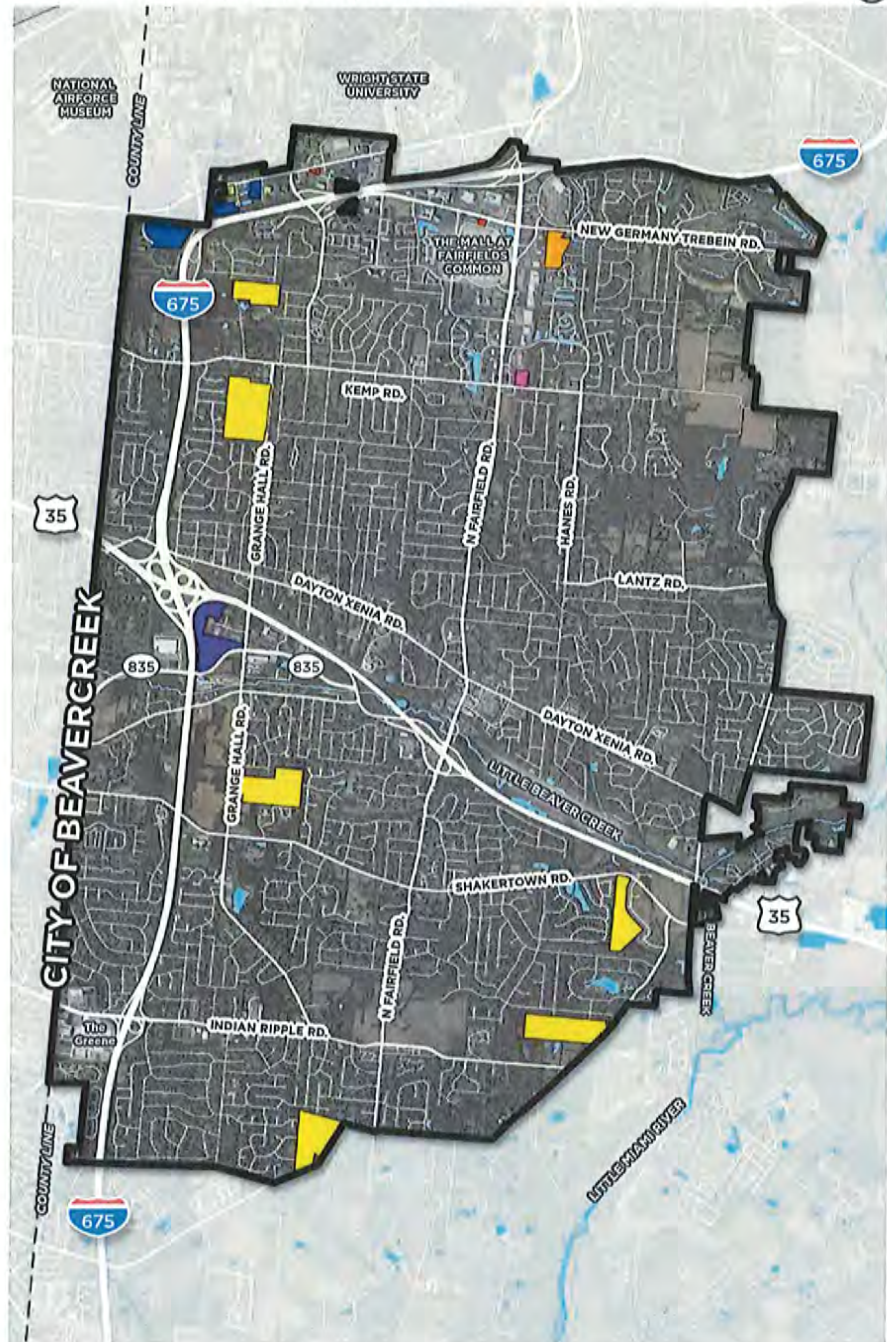 NATIONAL
AIRFORCE
MUSEUM
WRIGHT STATE
UNIVERSITY
COUNTY LINE
675
NEW GERMANY-TREBEIN RD.
THE MALL AT
FAIRFIELDS
COMMON
675
KEMP RD.
GRANGE HALL RD.
N FAIRFIELD RD.
HANES RD.
35
LANTZ RD.
DAYTON XENIA RD.
835
835
CITY OF BEAVERCREEK
GRANGE HALL RD.
DAYTON XENIA RD.
LITTLE BEAVER CREEK
SHAKERTOWN RD.
35
BEAVER CREEK
N FAIRFIELD RD.
The
Greene
INDIAN RIPPLE RD.
LITTLE MIAMI RIVER
COUNTY LINE
675